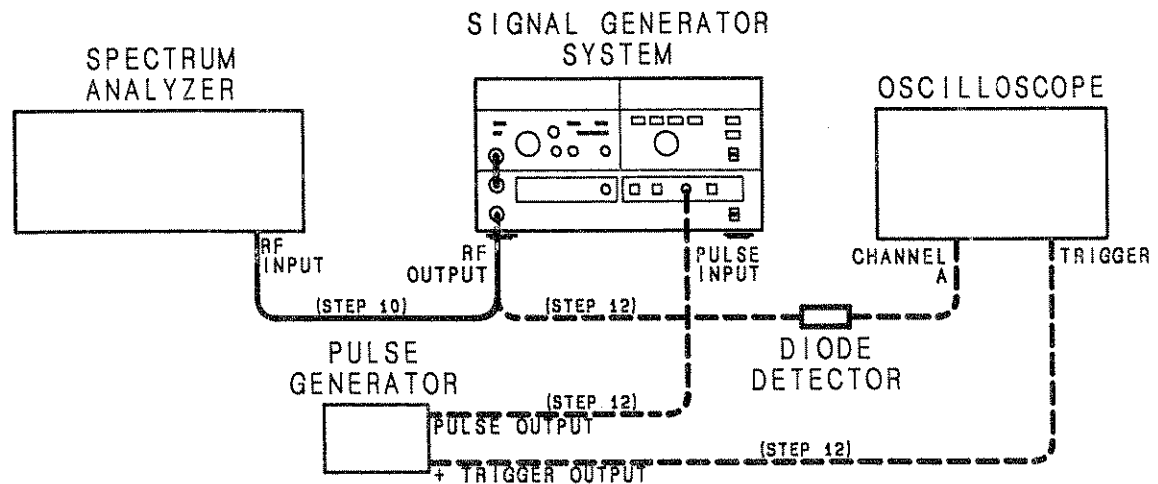 SIGNAL GENERATOR
SYSTEM
SPECTRUM
ANALYZER
OSCILLOSCOPE
RF
INPUT
RF
OUTPUT
PULSE
INPUT
CHANNEL
A
TRIGGER
(STEP 10)
(STEP 12)
PULSE
GENERATOR
DIODE
DETECTOR
(STEP 12)
PULSE OUTPUT
(STEP 12)
+ TRIGGER OUTPUT